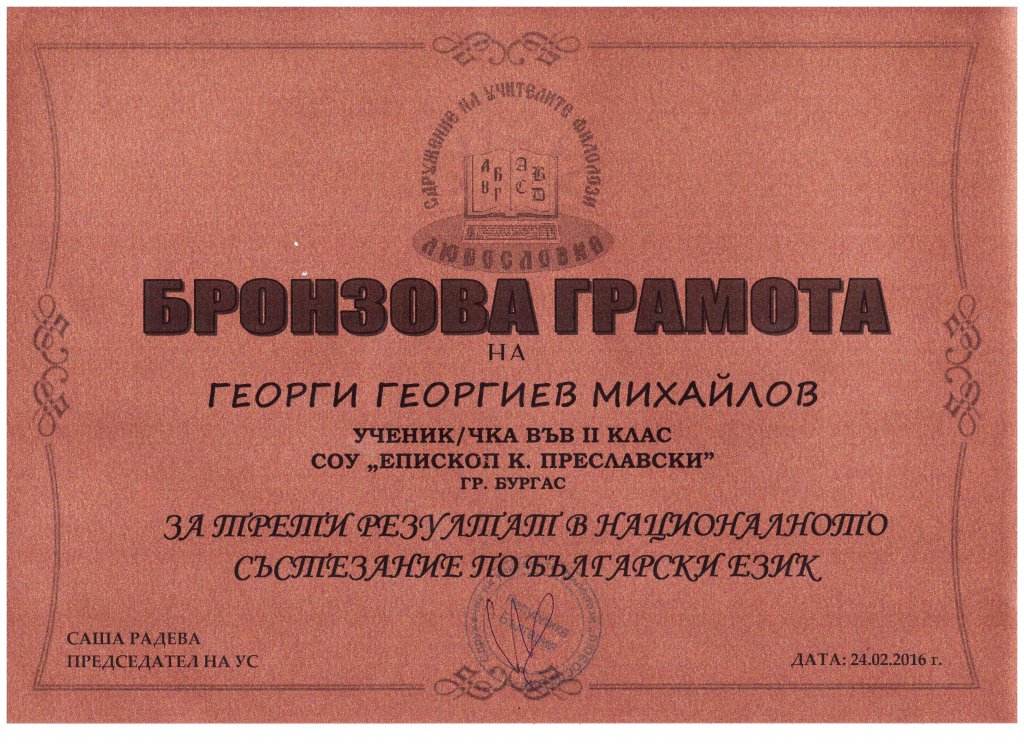 СДРУЖЕНИЕ НА УЧИТЕЛИТЕ ФИЛОЛОЗИ
А Б В Г
A B C D
ЛЮБОСЛОВИЕ
БРОНЗОВА ГРАМОТА
НА
ГЕОРГИ ГЕОРГИЕВ МИХАЙЛОВ
УЧЕНИК/ЧКА ВЪВ II КЛАС
СОУ „ЕПИСКОП К. ПРЕСЛАВСКИ”
ГР. БУРГАС
ЗА ТРЕТИ РЕЗУЛТАТ В НАЦИОНАЛНОТО
СЪСТЕЗАНИЕ ПО БЪЛГАРСКИ ЕЗИК
САША РАДЕВА
ПРЕДСЕДАТЕЛ НА УС
ДАТА: 24.02.2016 г.